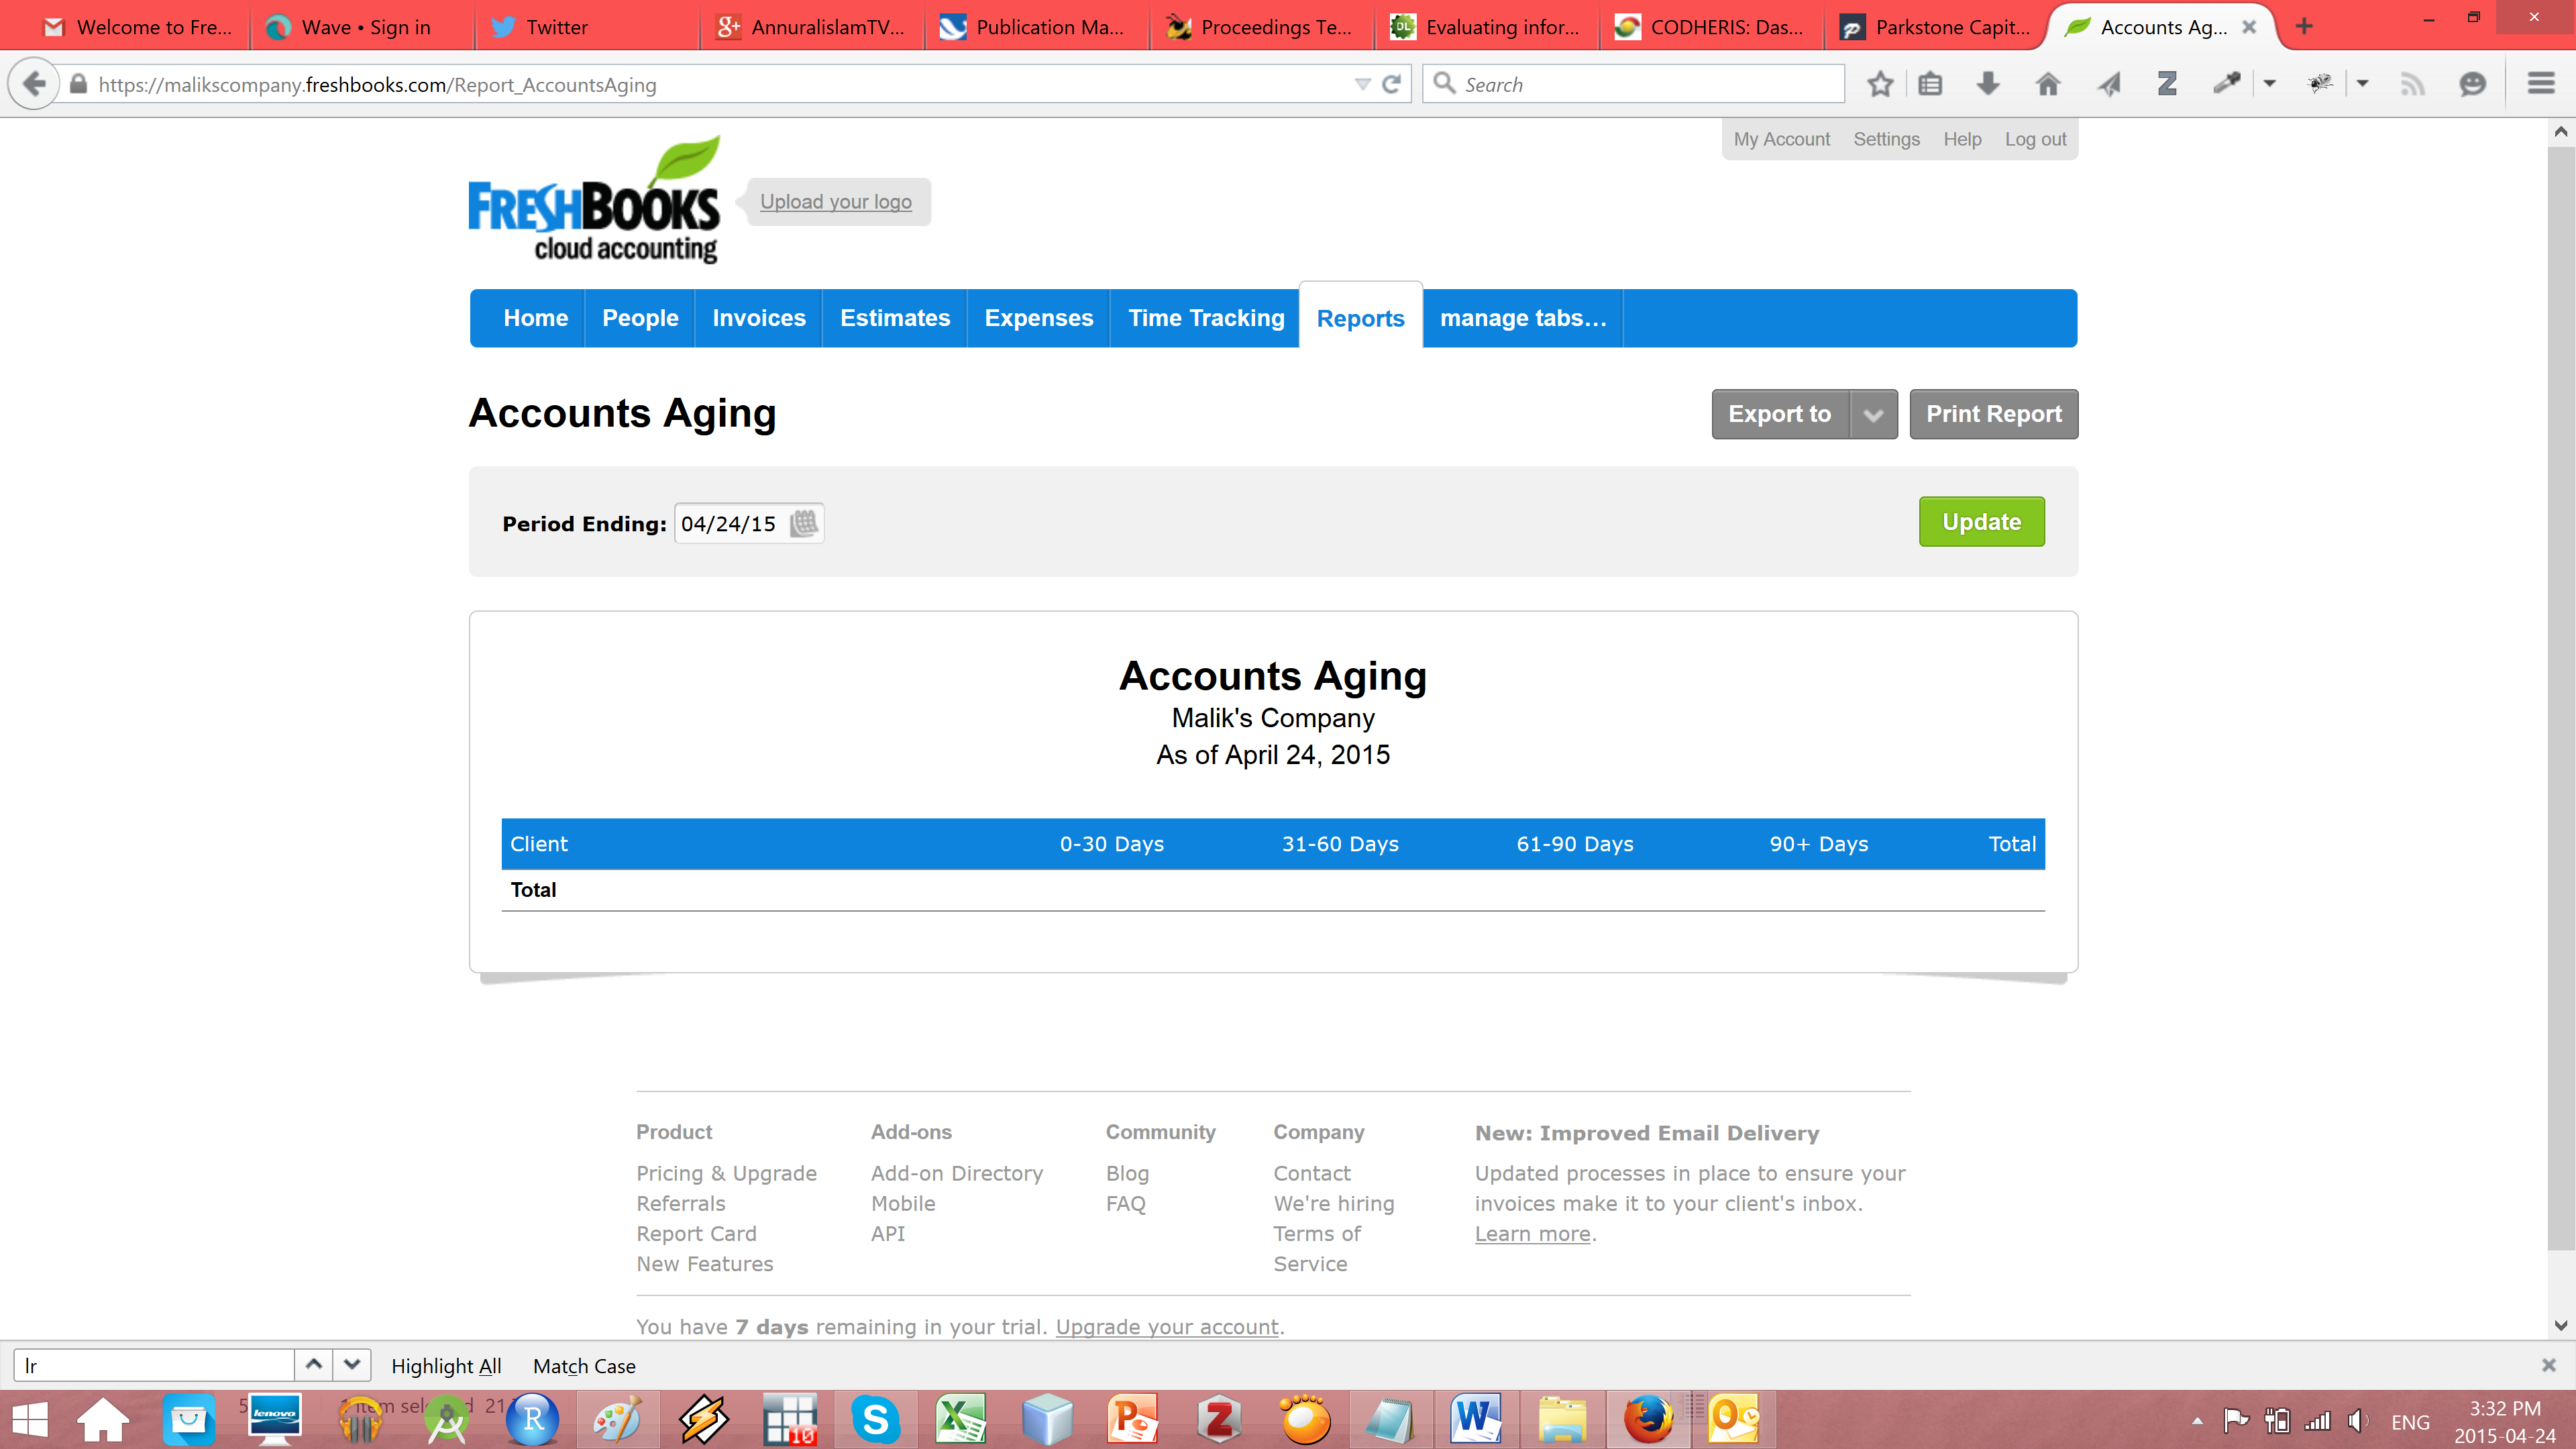 Welcome to Fre...
Wave • Sign in
Twitter
AnnuralislamTV...
Publication Ma...
Proceedings Te...
Evaluating infor...
CODHERIS: Das...
Parkstone Capit...
Accounts Ag...
https://malikscompany.freshbooks.com/Report_AccountsAging
Search
My Account Settings Help Log out
FRESHBOOKS
cloud accounting
Upload your logo
Home People Invoices Estimates Expenses Time Tracking Reports manage tabs...
Accounts Aging
Export to
Print Report
Period Ending: 04/24/15
Update
Accounts Aging
Malik's Company
As of April 24, 2015
Client 0-30 Days 31-60 Days 61-90 Days 90+ Days Total
Total
Product
Pricing & Upgrade
Referrals
Report Card
New Features
Add-ons
Add-on Directory
Mobile
API
Community
Blog
FAQ
Company
Contact
We're hiring
Terms of
Service
New: Improved Email Delivery
Updated processes in place to ensure your
invoices make it to your client's inbox.
Learn more.
You have 7 days remaining in your trial. Upgrade your account.
lr
Highlight All Match Case
lenovo
10
ENG
3:32 PM
2015-04-24